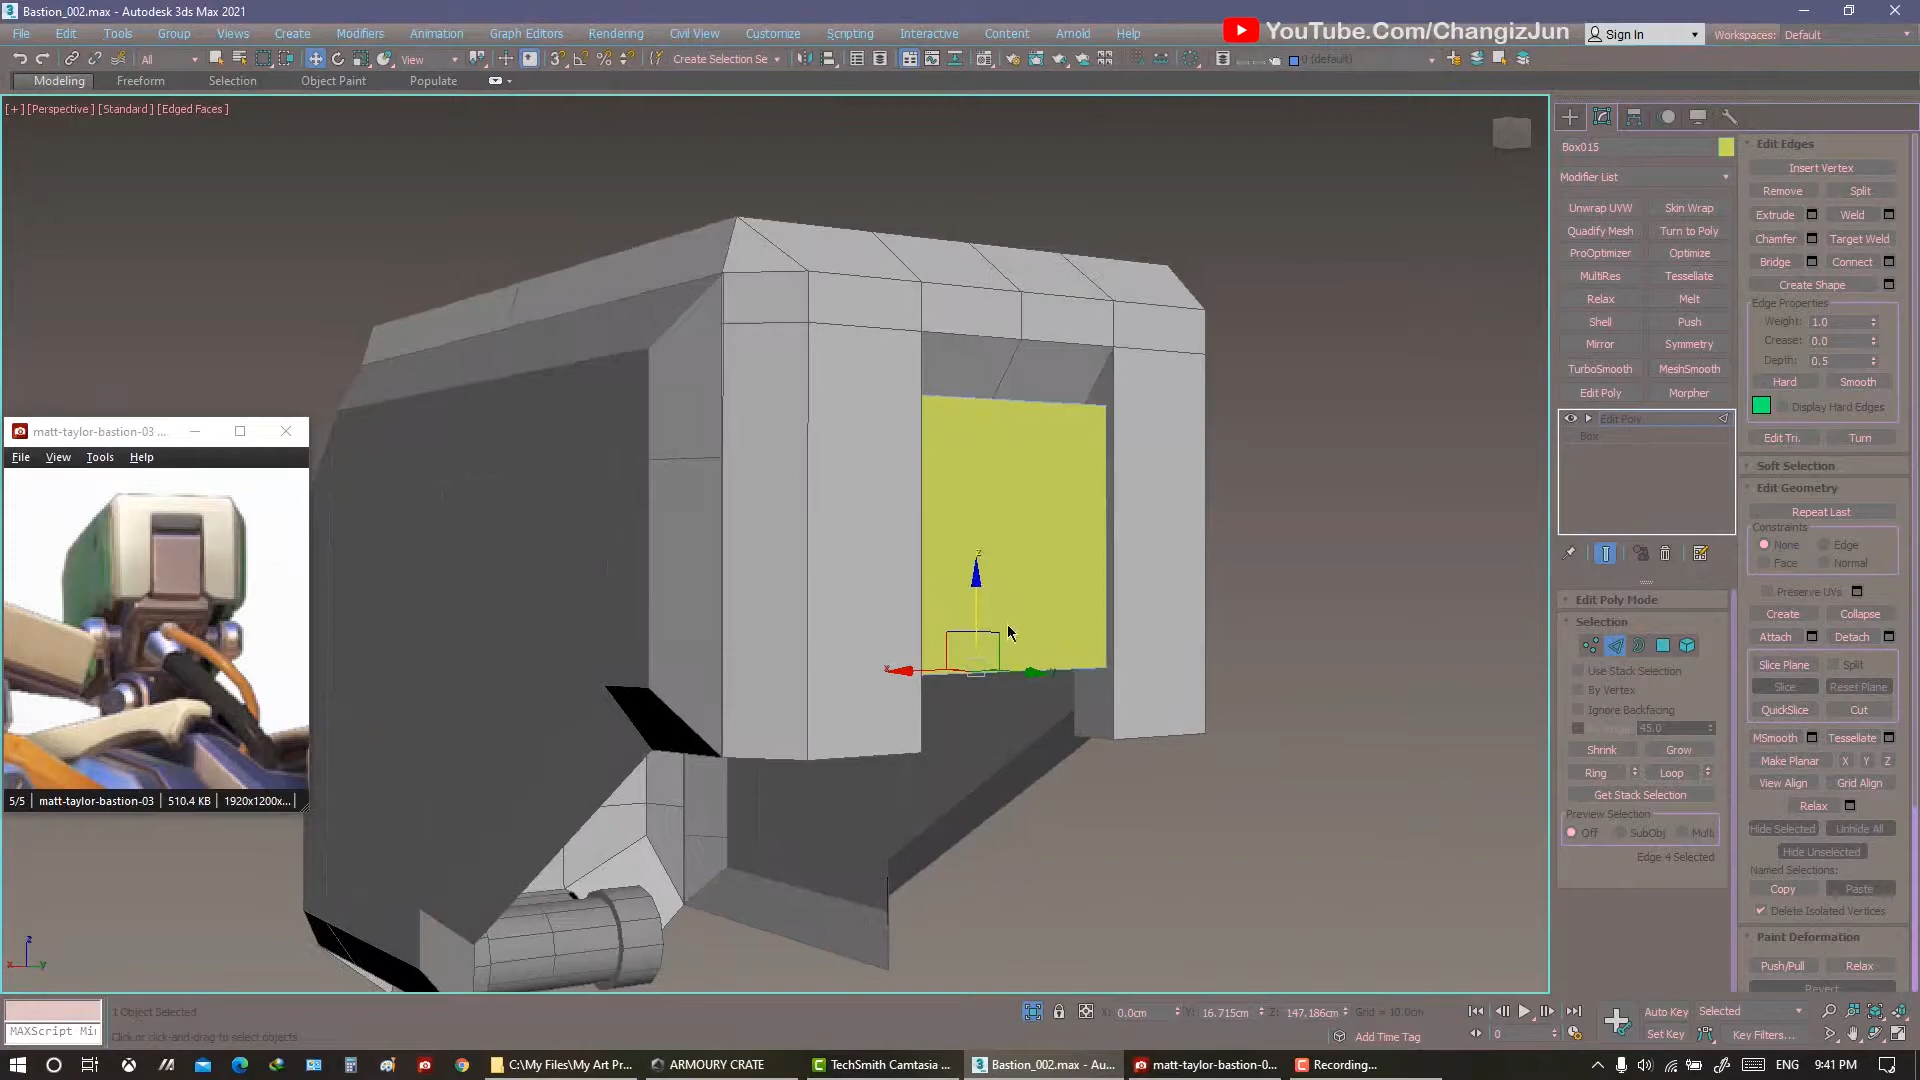 Bastion_002.max - Autodesk 3ds Max 2021
File Edit Tools Group Views Create Modifiers Animation Graph Editors Rendering Civil View Customize Scripting Interactive Content Arnold Help
YouTube.Com/ChangizJun
Sign In
Workspaces: Default
All
View
Create Selection Se
0 (default)
Modeling Freeform Selection Object Paint Populate
[+] [Perspective] [Standard] [Edged Faces]
Box015
Modifier List
Unwrap UVW Skin Wrap
Quadify Mesh Turn to Poly
ProOptimizer Optimize
MultiRes Tessellate
Relax Melt
Shell Push
Mirror Symmetry
TurboSmooth MeshSmooth
Edit Poly Morpher
Edit Poly
Box
Edit Poly Mode
Selection
Use Stack Selection
By Vertex
Ignore Backfacing
45.0
Shrink Grow
Ring Loop
Get Stack Selection
Preview Selection
Off SubObj Multi
Edge 4 Selected
Edit Edges
Insert Vertex
Remove Split
Extrude Weld
Chamfer Target Weld
Bridge Connect
Create Shape
Edge Properties
Weight: 1.0
Crease: 0.0
Depth: 0.5
Hard Smooth
Display Hard Edges
Edit Tri. Turn
Soft Selection
Edit Geometry
Repeat Last
Constraints
None Edge
Face Normal
Preserve UVs
Create Collapse
Attach Detach
Slice Plane Split
Slice Reset Plane
QuickSlice Cut
MSmooth Tessellate
Make Planar X Y Z
View Align Grid Align
Relax
Hide Selected Unhide All
Hide Unselected
Named Selections:
Copy Paste
Delete Isolated Vertices
Paint Deformation
Push/Pull Relax
Revert
matt-taylor-bastion-03 ...
File View Tools Help
5/5 matt-taylor-bastion-03 510.4 KB 1920x1200x...
z
x
y
z
x y
MAXScript Mi
1 Object Selected
Click or click-and-drag to select objects
X: 0.0cm Y: 16.715cm Z: 147.186cm Grid = 10.0cm
Add Time Tag
0
Auto Key Selected
Set Key Key Filters...
C:\My Files\My Art Pr... ARMOURY CRATE TechSmith Camtasia ... Bastion_002.max - Au... matt-taylor-bastion-0... Recording...
ENG 9:41 PM